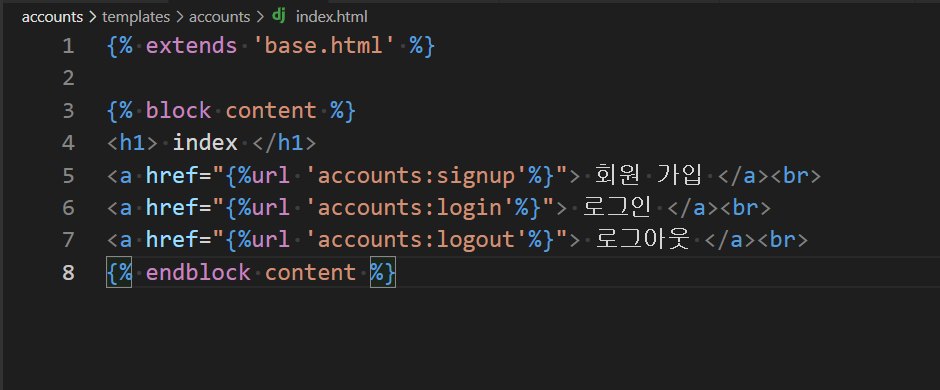 accounts > templates > accounts > dj index.html
1 {% extends 'base.html' %}
2
3 {% block content %}
4 <h1> index </h1>
5 <a href="{%url 'accounts:signup'%}"> 회원 가입 </a><br>
6 <a href="{%url 'accounts:login'%}"> 로그인 </a><br>
7 <a href="{%url 'accounts:logout'%}"> 로그아웃 </a><br>
8 {% endblock content %}